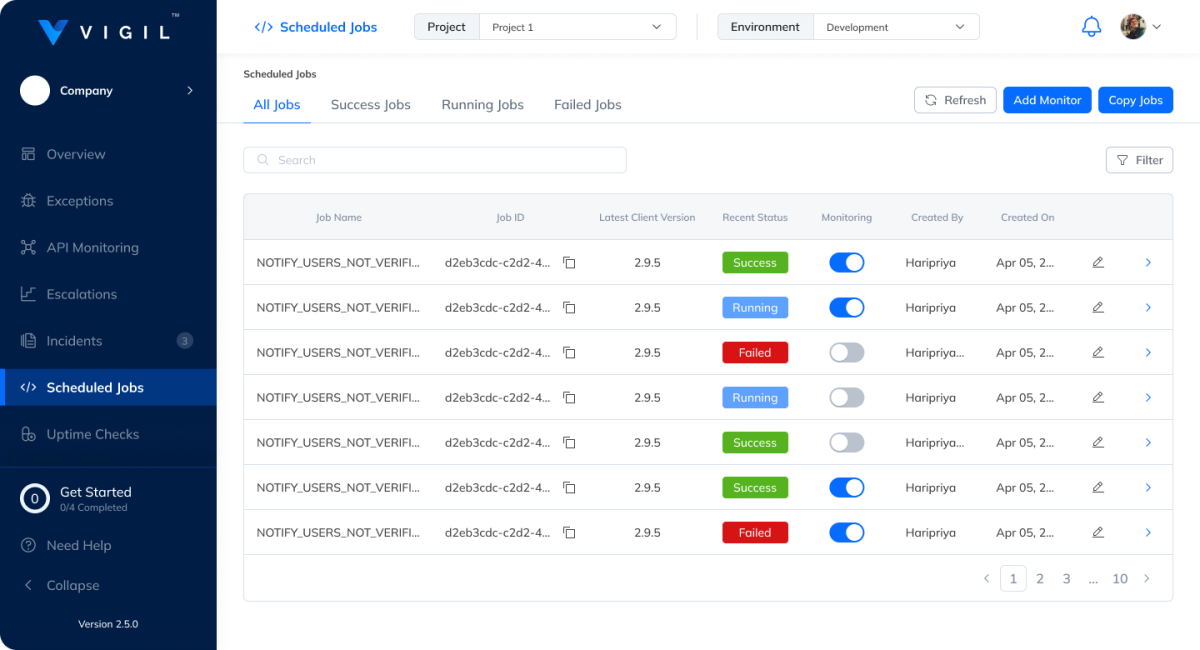 VIGIL™
Company
Overview
Exceptions
API Monitoring
Escalations
Incidents 3
Scheduled Jobs
Uptime Checks
0 Get Started
0/4 Completed
Need Help
Collapse
Version 2.5.0
</> Scheduled Jobs Project Project 1 Environment Development
Scheduled Jobs
All Jobs Success Jobs Running Jobs Failed Jobs Refresh Add Monitor Copy Jobs
Search Filter
Job Name Job ID Latest Client Version Recent Status Monitoring Created By Created On
NOTIFY_USERS_NOT_VERIFI... d2eb3cdc-c2d2-4... 2.9.5 Success Haripriya Apr 05, 2...
NOTIFY_USERS_NOT_VERIFI... d2eb3cdc-c2d2-4... 2.9.5 Running Haripriya Apr 05, 2...
NOTIFY_USERS_NOT_VERIFI... d2eb3cdc-c2d2-4... 2.9.5 Failed Haripriya... Apr 05, 2...
NOTIFY_USERS_NOT_VERIFI... d2eb3cdc-c2d2-4... 2.9.5 Running Haripriya Apr 05, 2...
NOTIFY_USERS_NOT_VERIFI... d2eb3cdc-c2d2-4... 2.9.5 Success Haripriya... Apr 05, 2...
NOTIFY_USERS_NOT_VERIFI... d2eb3cdc-c2d2-4... 2.9.5 Success Haripriya Apr 05, 2...
NOTIFY_USERS_NOT_VERIFI... d2eb3cdc-c2d2-4... 2.9.5 Failed Haripriya Apr 05, 2...
1 2 3 ... 10